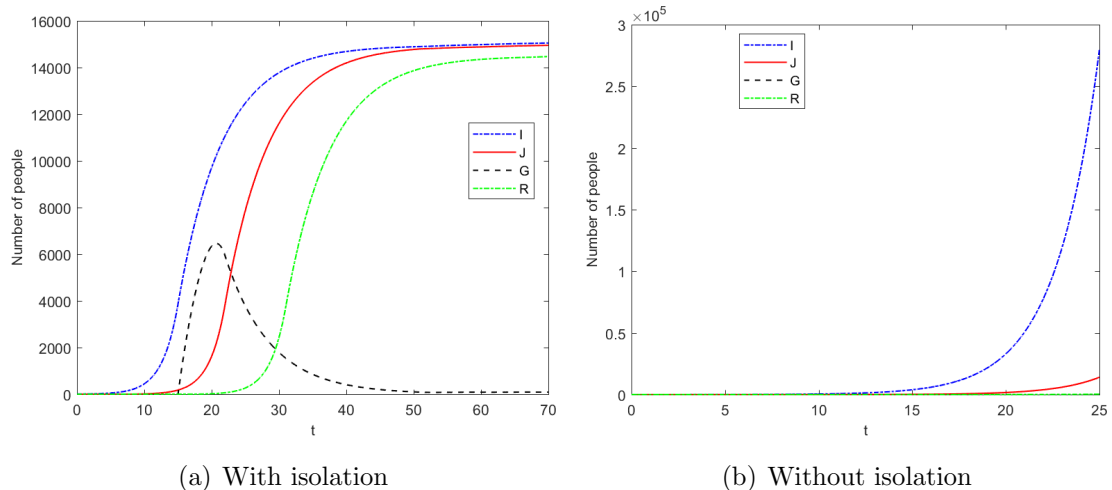 16000
14000
12000
10000
8000
6000
4000
2000
0
Number of people
I
J
G
R
0 10 20 30 40 50 60 70
t
(a) With isolation
×10⁵
3
2.5
2
1.5
1
0.5
0
Number of people
I
J
G
R
0 5 10 15 20 25
t
(b) Without isolation